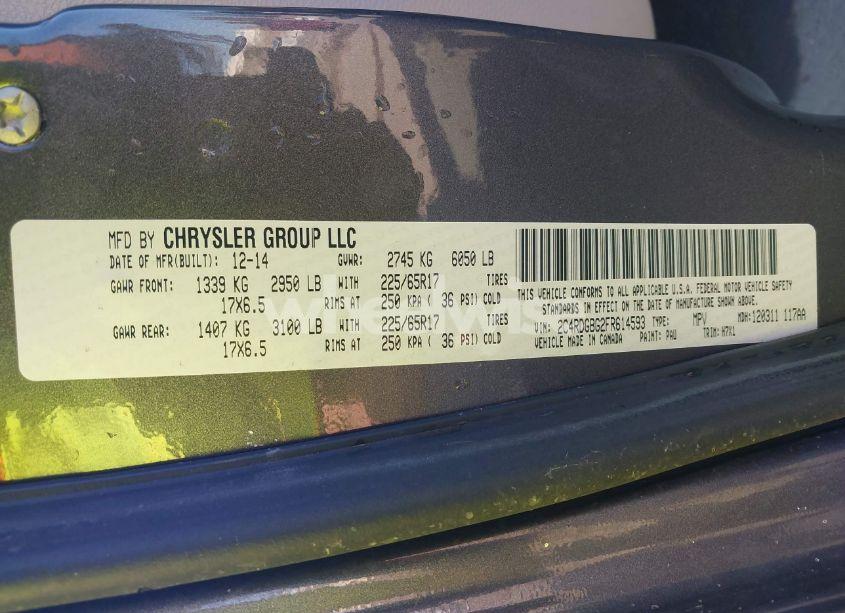 MFD BY CHRYSLER GROUP LLC
DATE OF MFR(BUILT): 12-14 GVWR: 2745 KG 6050 LB
GAWR FRONT: 1339 KG 2950 LB WITH 225/65R17 TIRES
17X6.5 RIMS AT 250 KPA ( 36 PSI) COLD
GAWR REAR: 1407 KG 3100 LB WITH 225/65R17 TIRES
17X6.5 RIMS AT 250 KPA ( 36 PSI) COLD
THIS VEHICLE CONFORMS TO ALL APPLICABLE U.S.A. FEDERAL MOTOR VEHICLE SAFETY
STANDARDS IN EFFECT ON THE DATE OF MANUFACTURE SHOWN ABOVE.
VIN: 2C4RDGBG2FR614593 TYPE: MPV MDH: 120311 117AA
VEHICLE MADE IN CANADA PAINT: PAU TRIM: H7X1